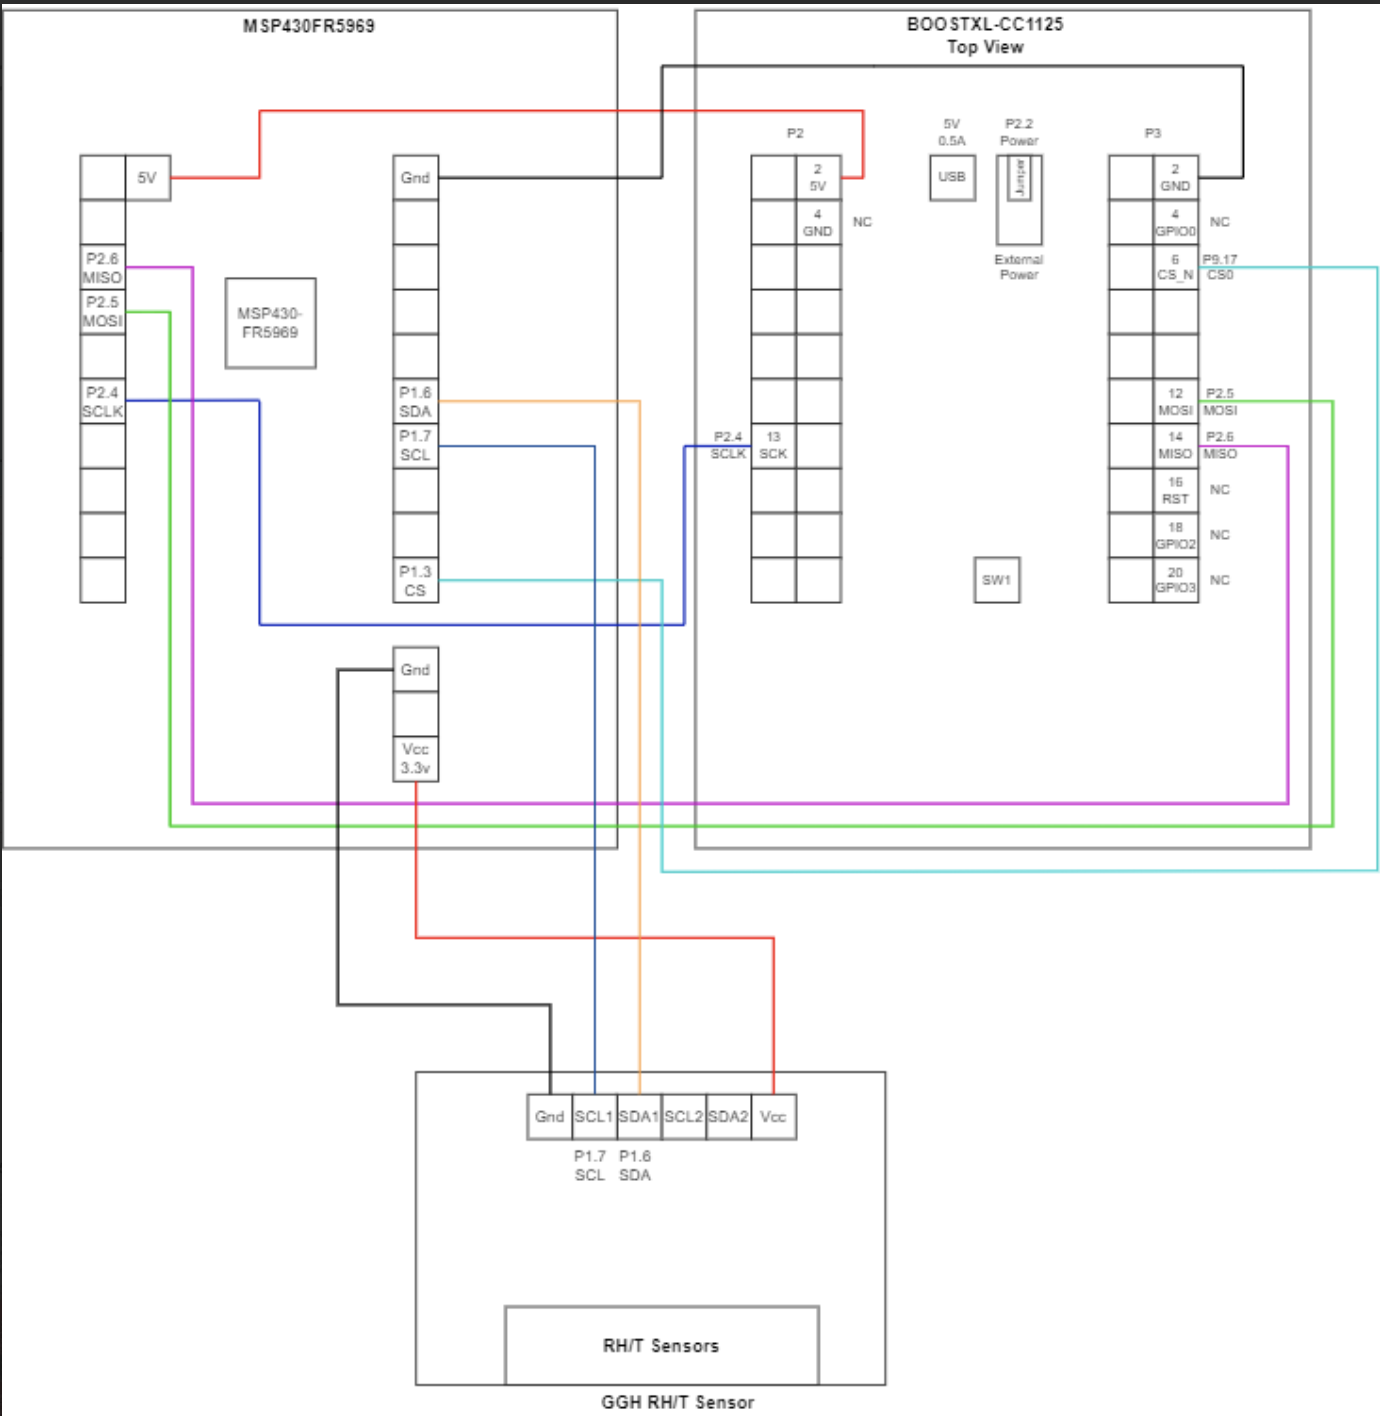 MSP430FR5969
BOOSTXL-CC1125
Top View
5V
Gnd
P2.6
MISO
P2.5
MOSI
P2.4
SCLK
MSP430-
FR5969
P1.6
SDA
P1.7
SCL
P1.3
CS
Gnd
Vcc
3.3v
P2
2
5V
4
GND
NC
P2.4
SCLK
13
SCK
5V
0.5A
USB
P2.2
Power
Jumper
External
Power
SW1
P3
2
GND
4
GPIO0
NC
6
CS_N
P9.17
CS0
12
MOSI
P2.5
MOSI
14
MISO
P2.6
MISO
16
RST
NC
18
GPIO2
NC
20
GPIO3
NC
Gnd
SCL1
SDA1
SCL2
SDA2
Vcc
P1.7
SCL
P1.6
SDA
RH/T Sensors
GGH RH/T Sensor